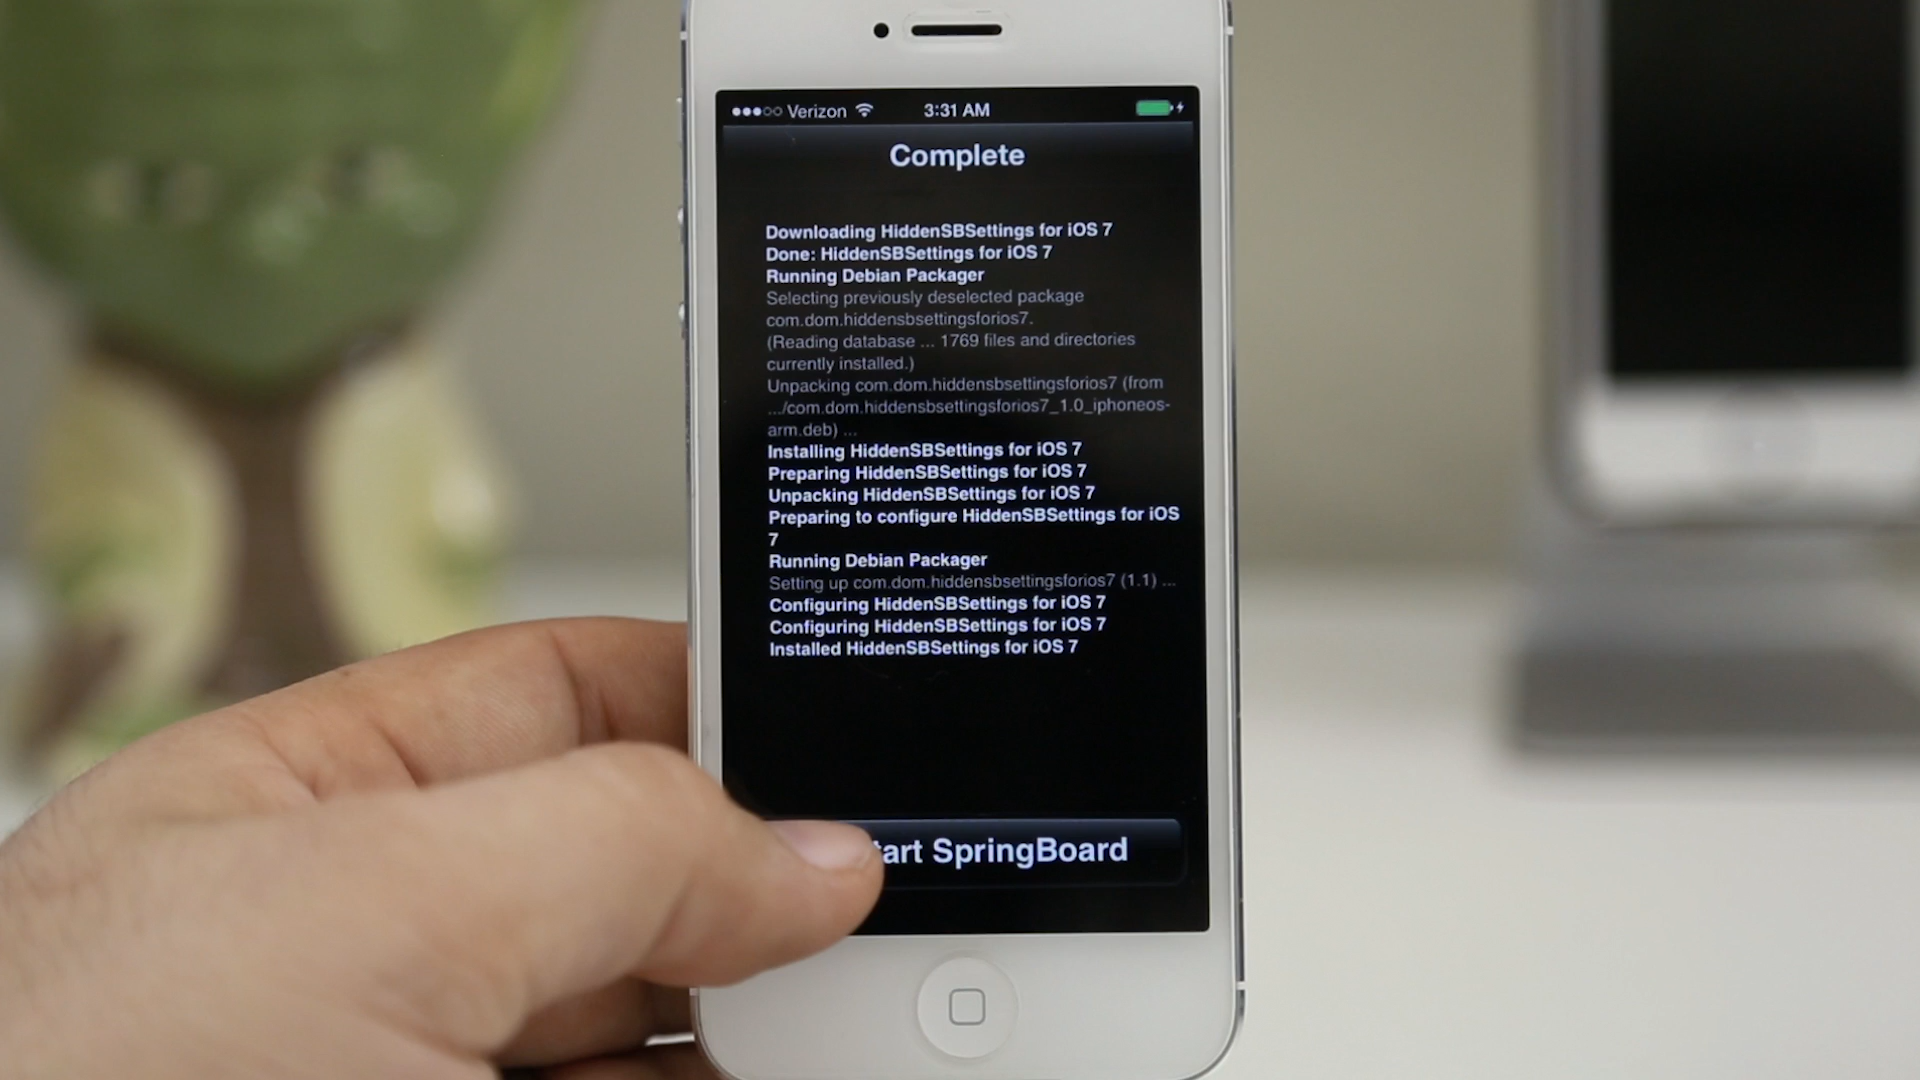 Verizon 3:31 AM
Complete
Downloading HiddenSBSettings for iOS 7
Done: HiddenSBSettings for iOS 7
Running Debian Packager
Selecting previously deselected package
com.dom.hiddensbsettingsforios7.
(Reading database ... 1769 files and directories
currently installed.)
Unpacking com.dom.hiddensbsettingsforios7 (from
.../com.dom.hiddensbsettingsforios7_1.0_iphoneos-
arm.deb) ...
Installing HiddenSBSettings for iOS 7
Preparing HiddenSBSettings for iOS 7
Unpacking HiddenSBSettings for iOS 7
Preparing to configure HiddenSBSettings for iOS
7
Running Debian Packager
Setting up com.dom.hiddensbsettingsforios7 (1.1) ...
Configuring HiddenSBSettings for iOS 7
Configuring HiddenSBSettings for iOS 7
Installed HiddenSBSettings for iOS 7
tart SpringBoard